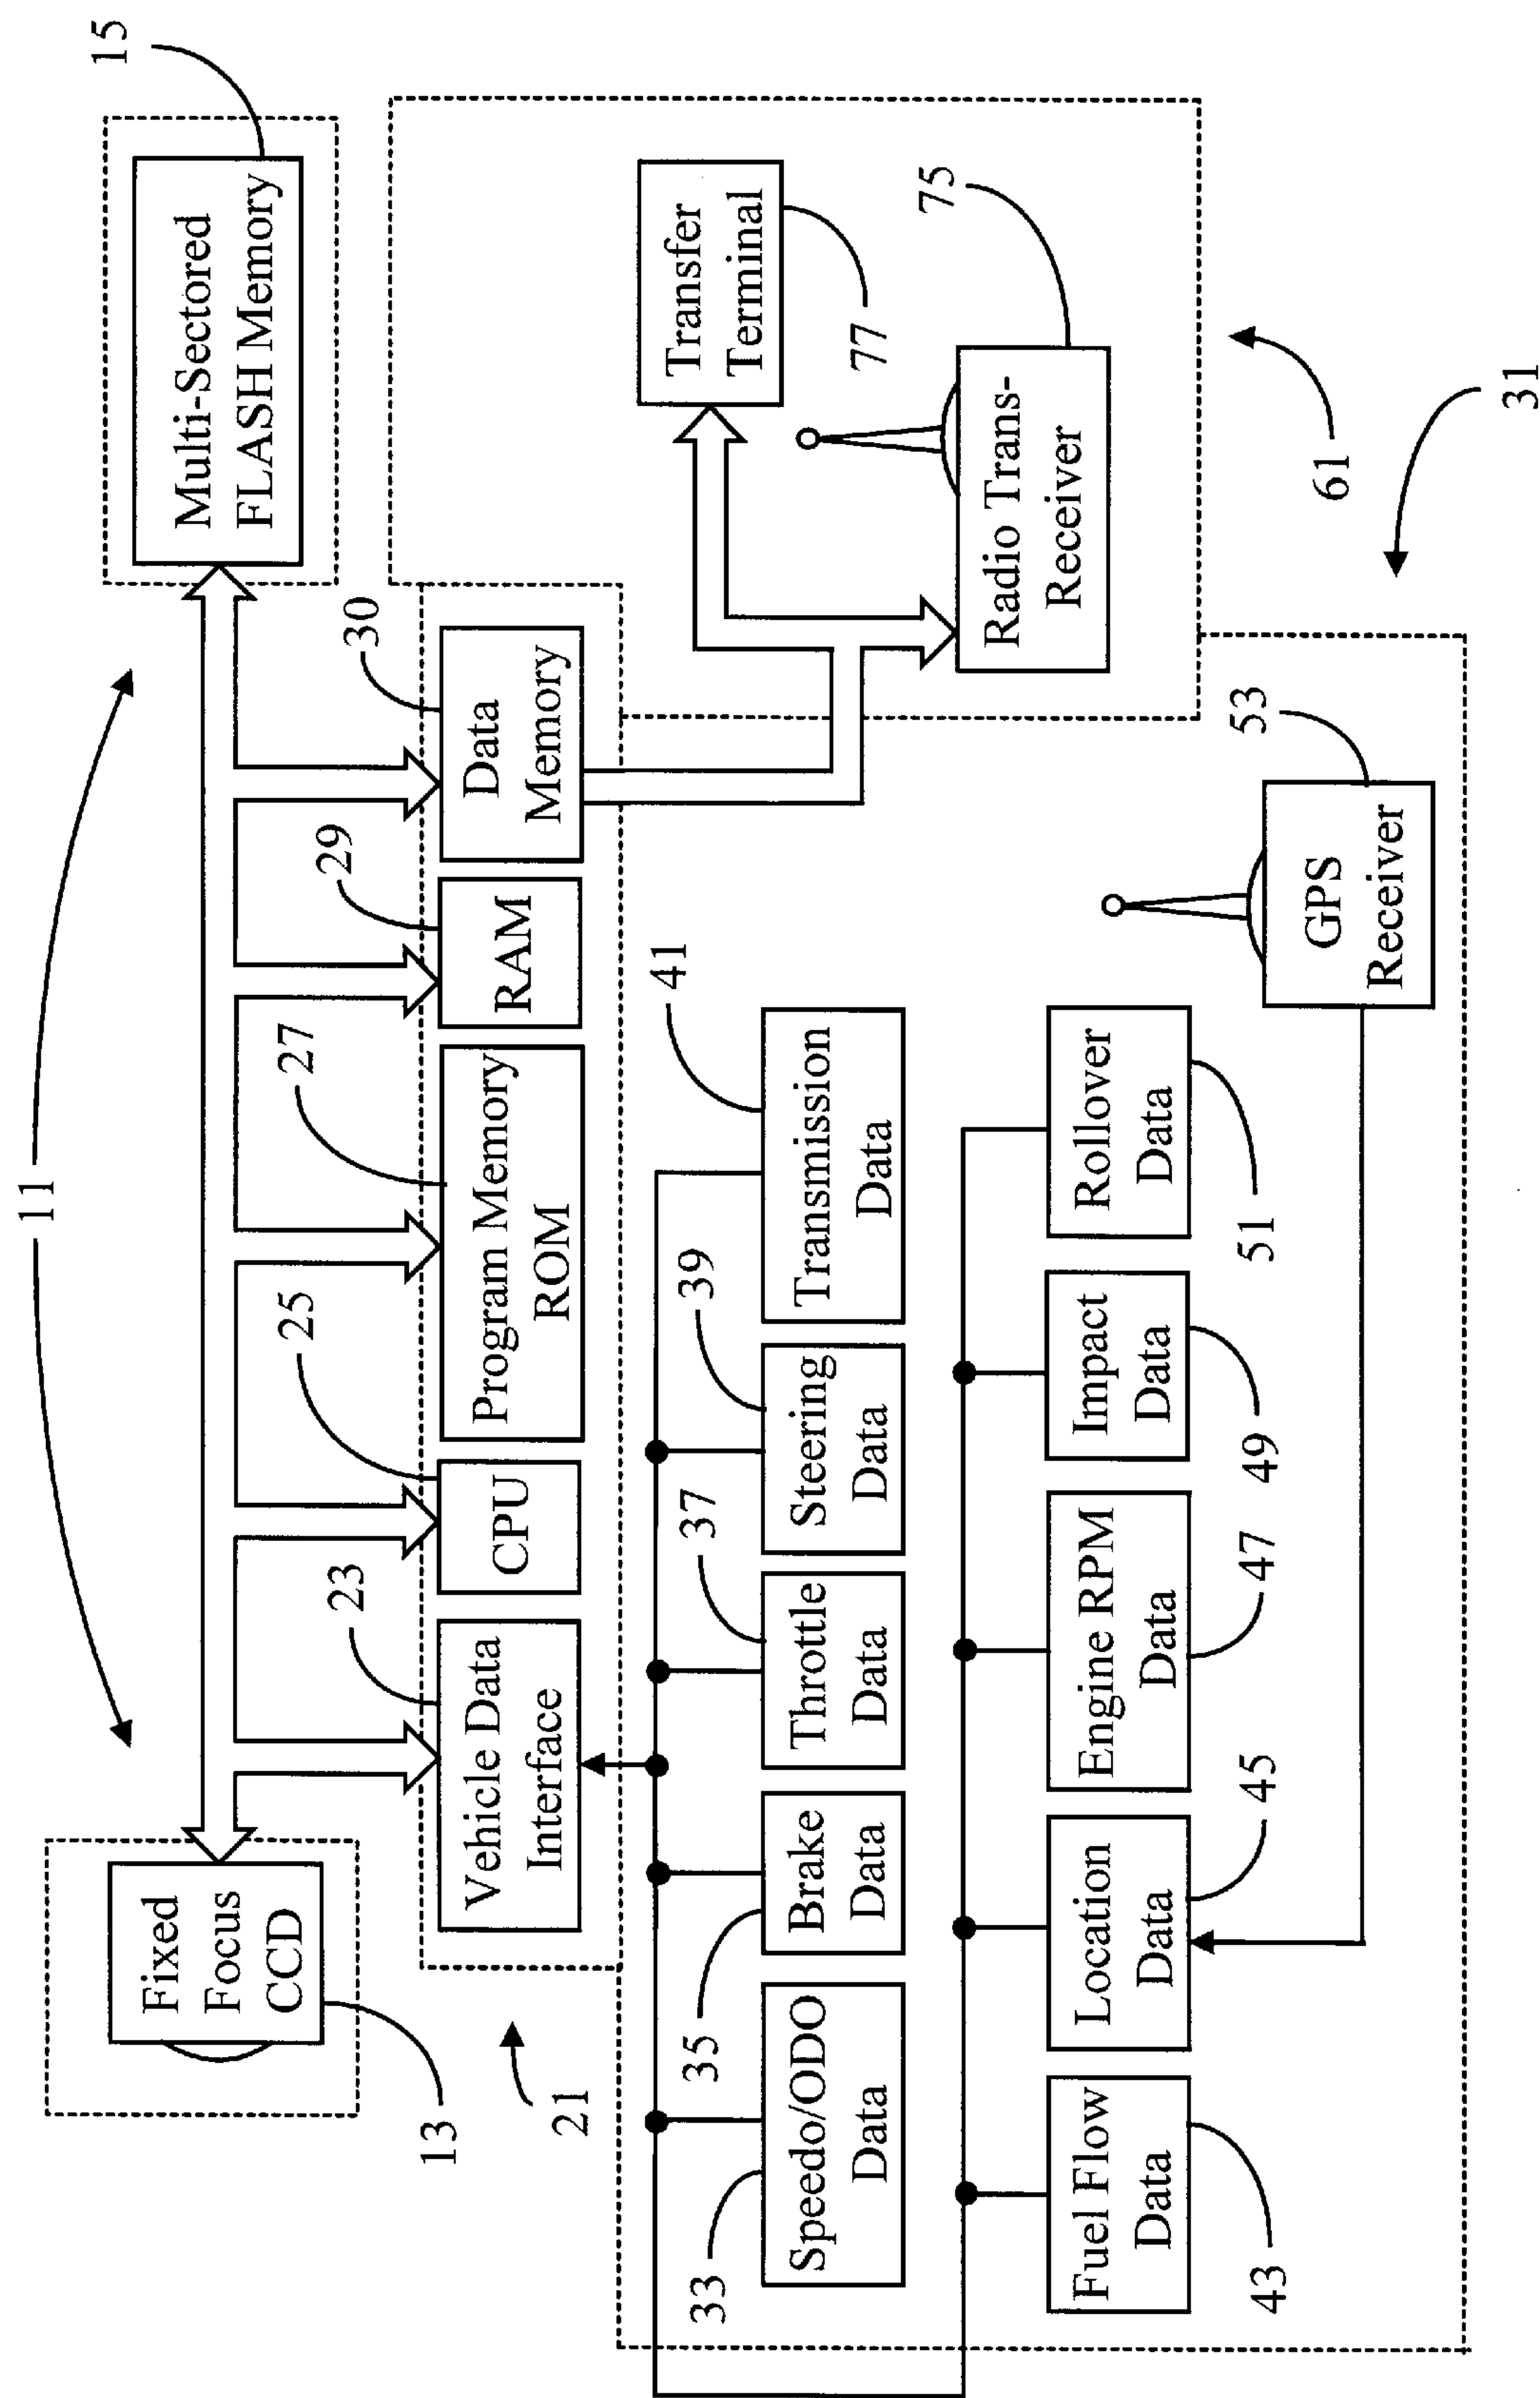 11
Fixed
Focus
CCD
13
Multi-Sectored
FLASH Memory
15
23
25
27
29
30
21
Vehicle Data
Interface
CPU
Program Memory
ROM
RAM
Data
Memory
Transfer
Terminal
77
Radio Trans-
Receiver
75
61
31
33
35
37
39
41
Speedo/ODO
Data
Brake
Data
Throttle
Data
Steering
Data
Transmission
Data
Fuel Flow
Data
Location
Data
Engine RPM
Data
Impact
Data
Rollover
Data
43
45
47
49
51
GPS
Receiver
53